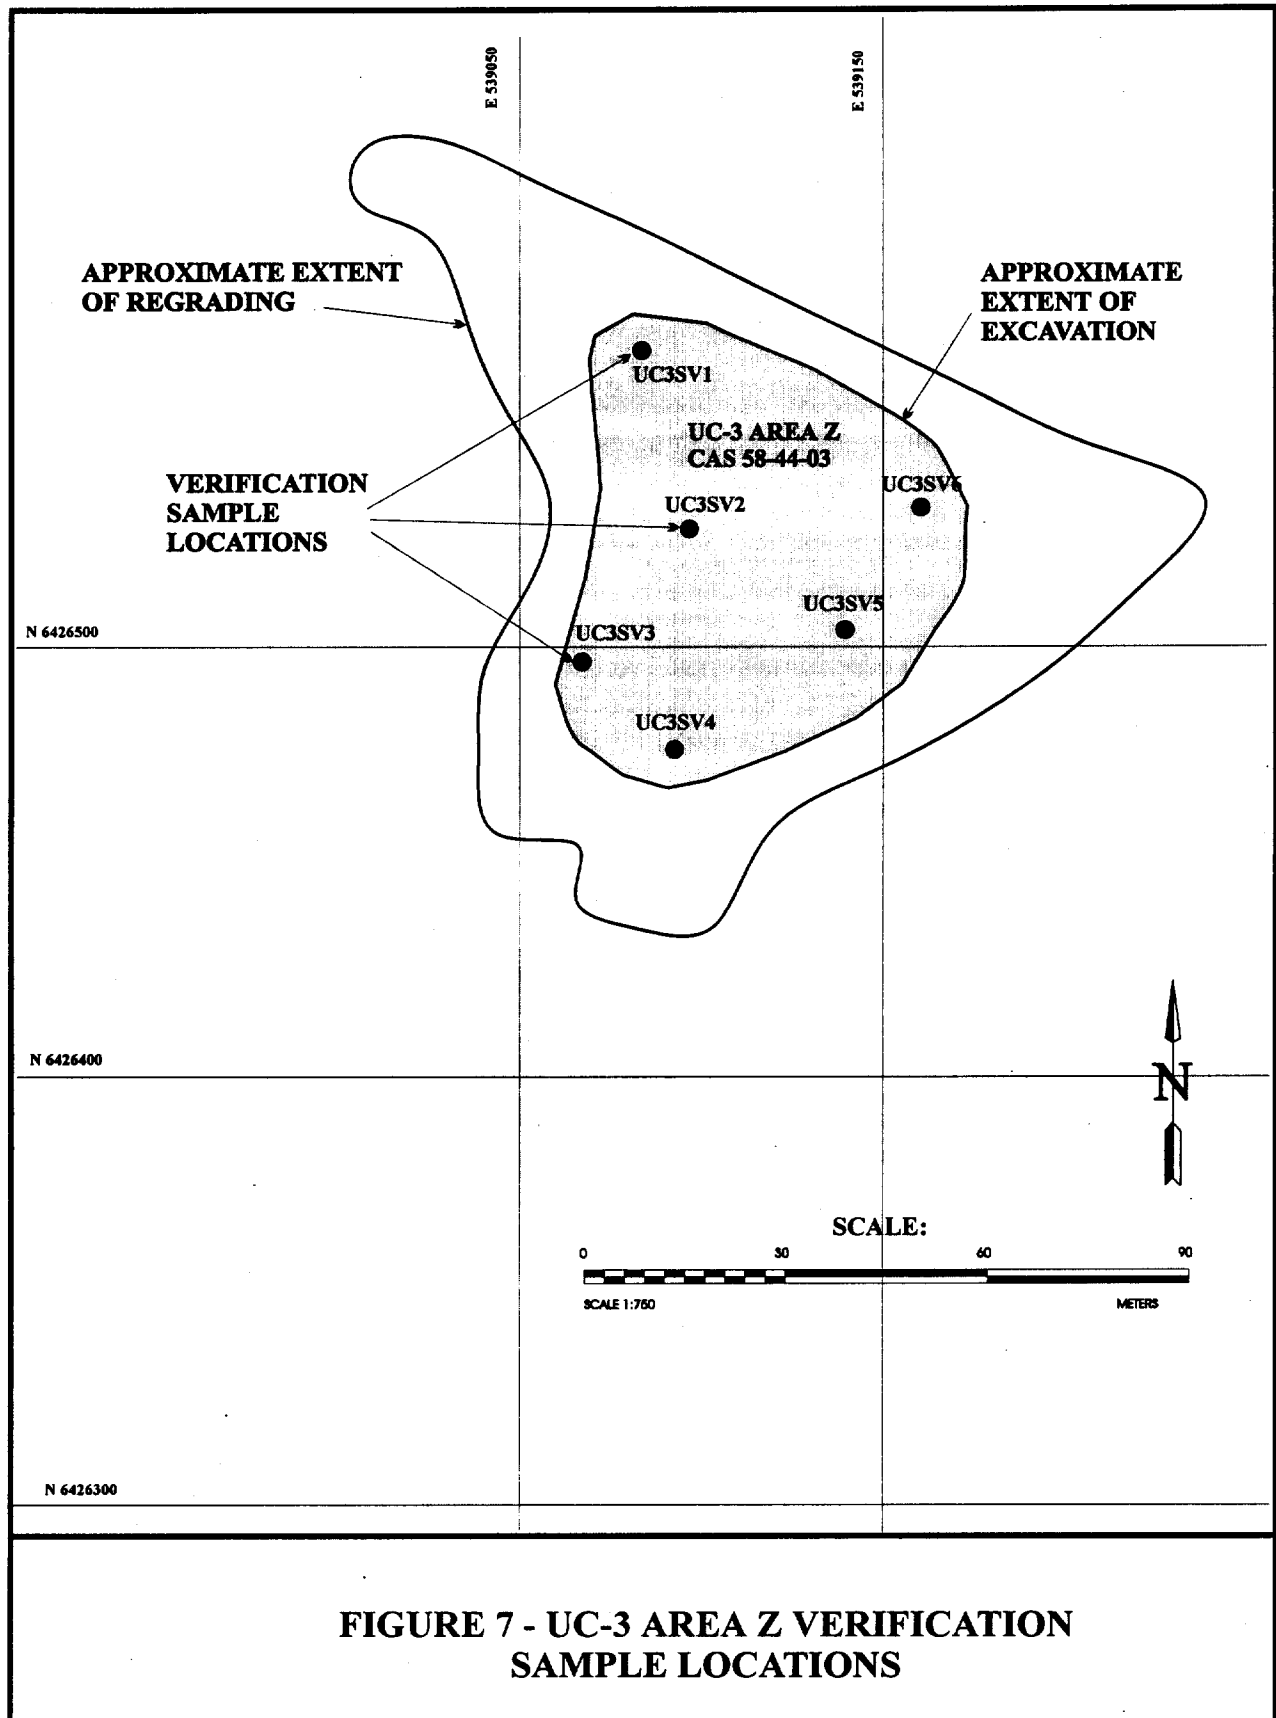 E 539050
E 539150
APPROXIMATE EXTENT
OF REGRADING
APPROXIMATE
EXTENT OF
EXCAVATION
UC3SV1
UC-3 AREA Z
CAS 58-44-03
VERIFICATION
SAMPLE
LOCATIONS
UC3SV6
UC3SV2
UC3SV5
N 6426500
UC3SV3
UC3SV4
N 6426400
N
SCALE:
0 30 60 90
SCALE 1:750 METERS
N 6426300
FIGURE 7 - UC-3 AREA Z VERIFICATION
SAMPLE LOCATIONS